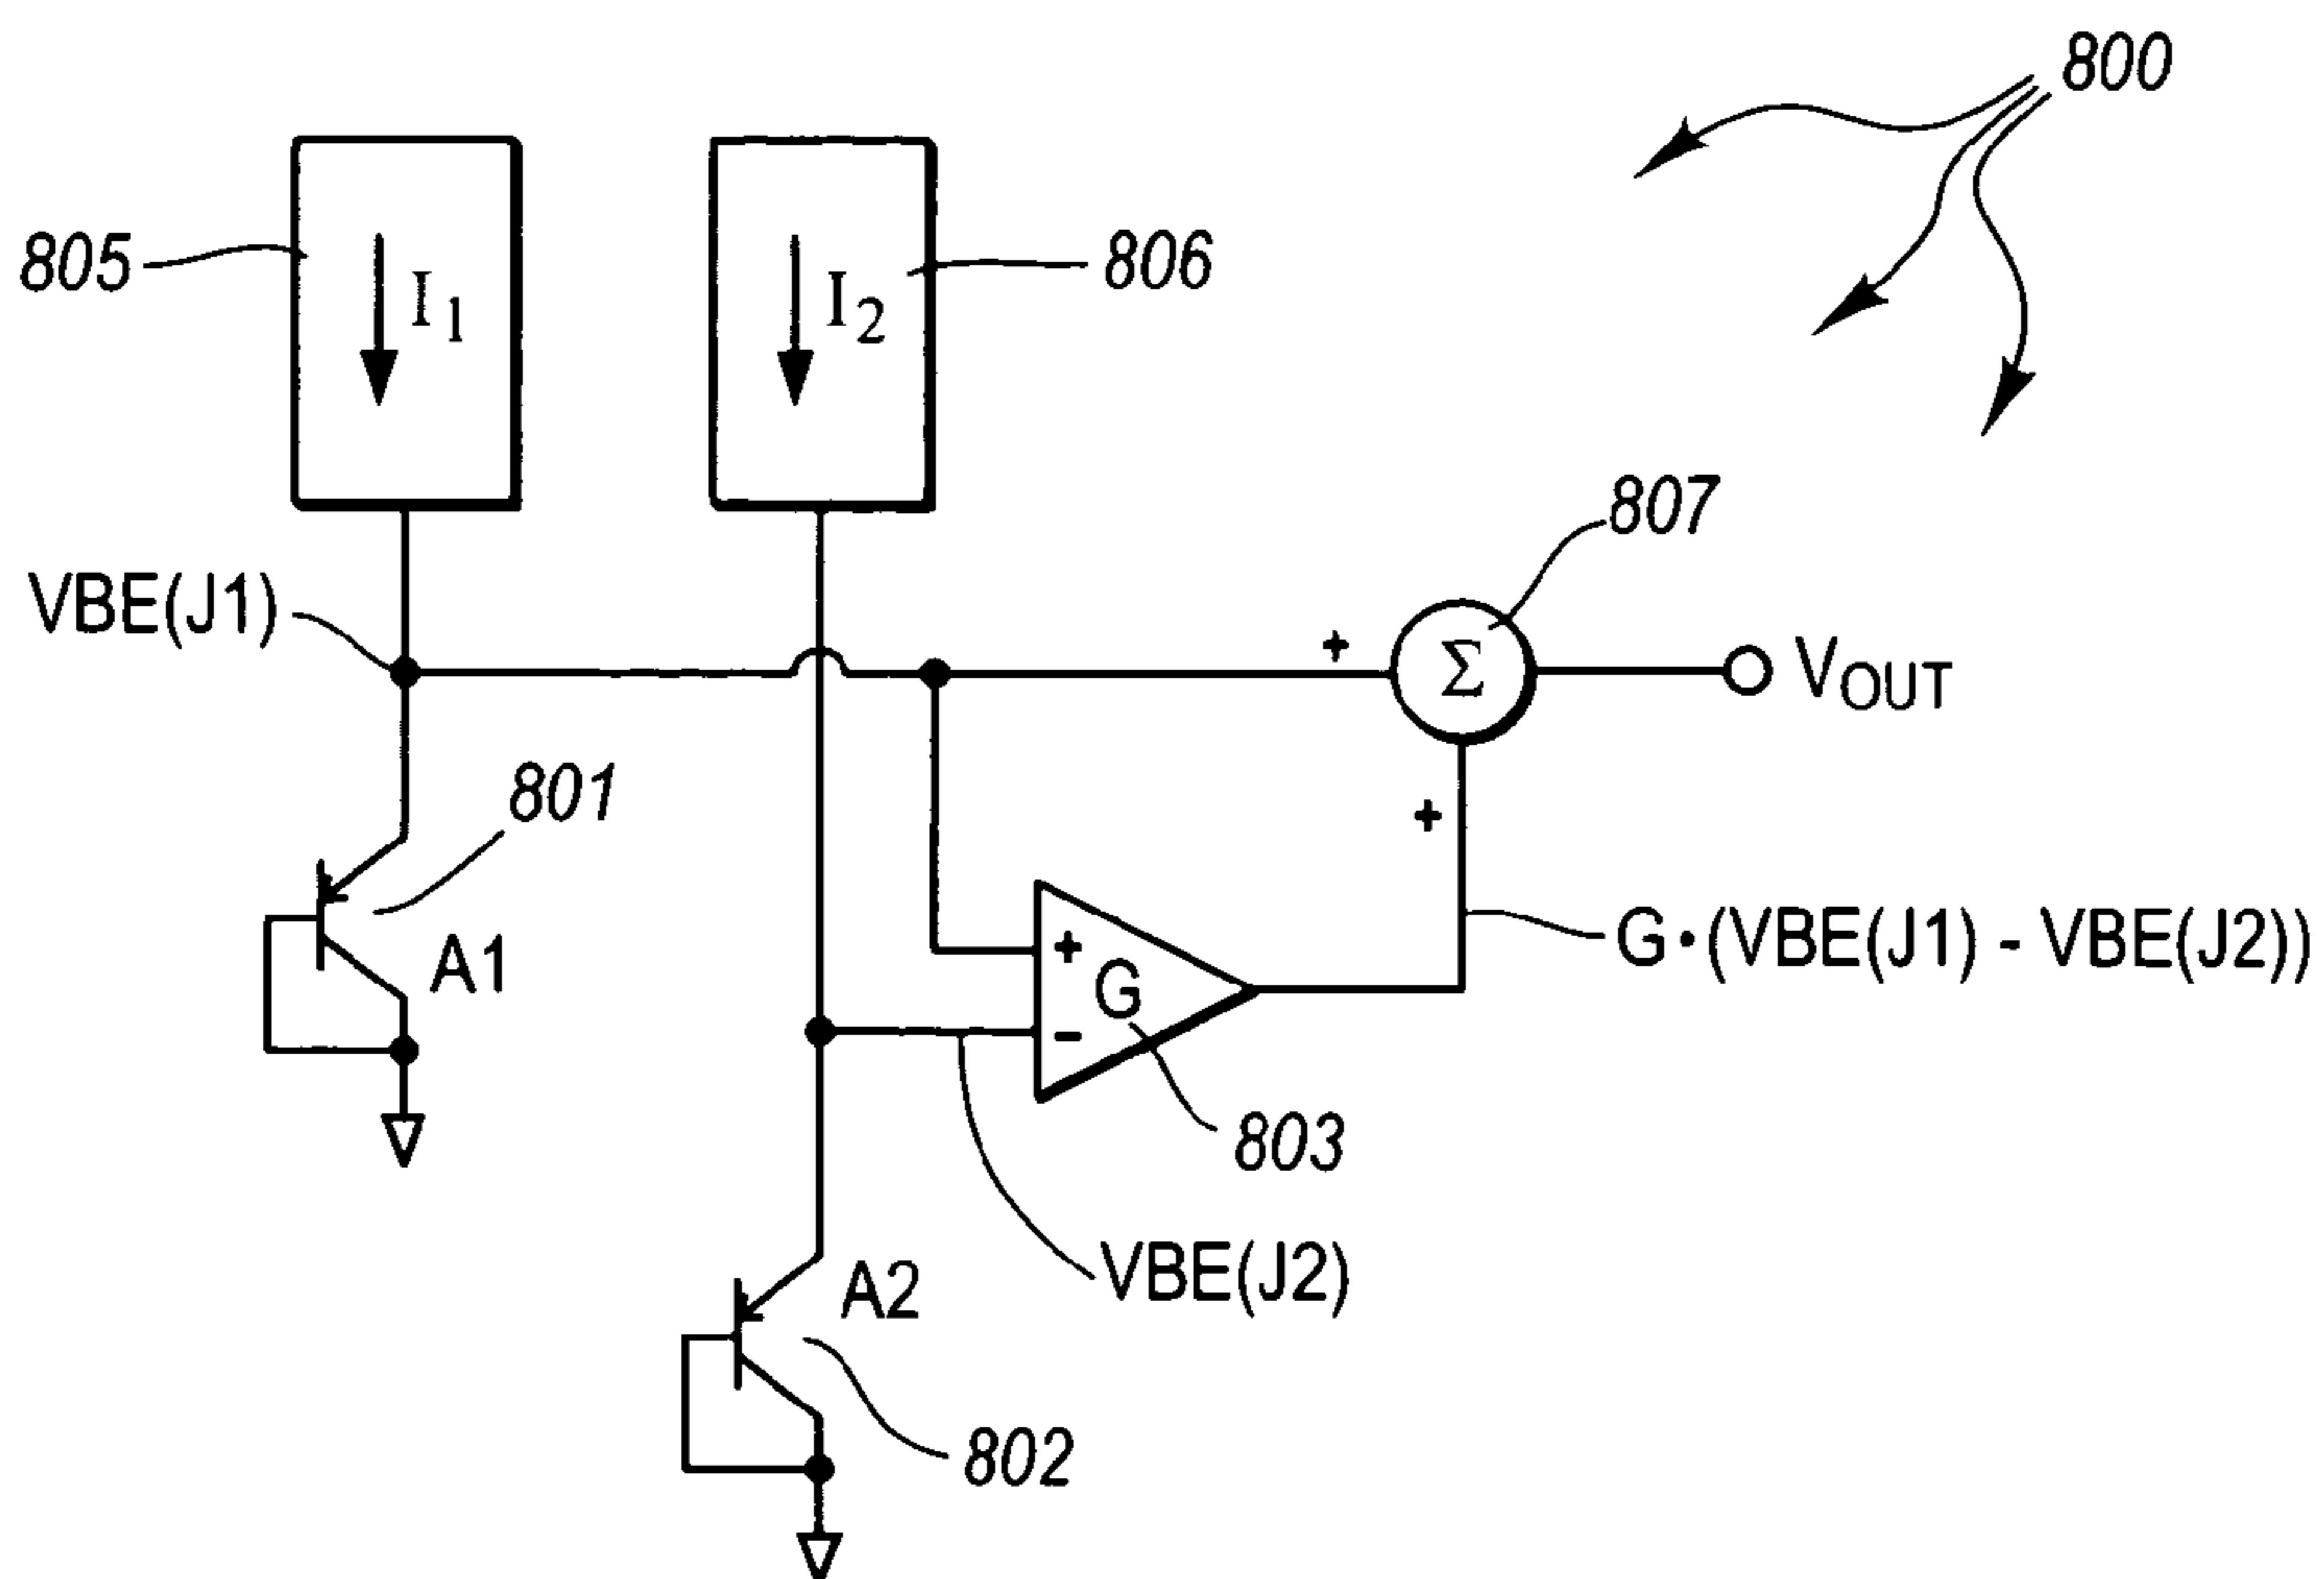 800
805
I1
I2
806
807
VBE(J1)
+
Σ
VOUT
801
+
A1
+
G
-
G•(VBE(J1) - VBE(J2))
803
VBE(J2)
A2
802